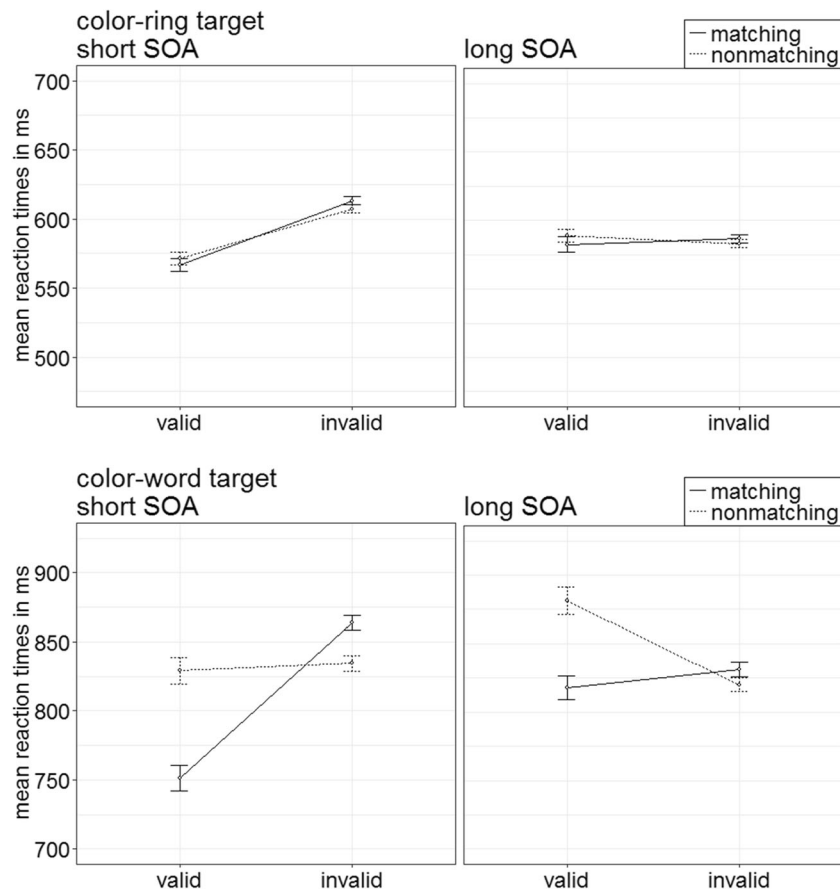 color-ring target
short SOA
long SOA
matching
nonmatching
mean reaction times in ms
700
650
600
550
500
valid
invalid
valid
invalid
color-word target
short SOA
long SOA
matching
nonmatching
mean reaction times in ms
900
850
800
750
700
valid
invalid
valid
invalid